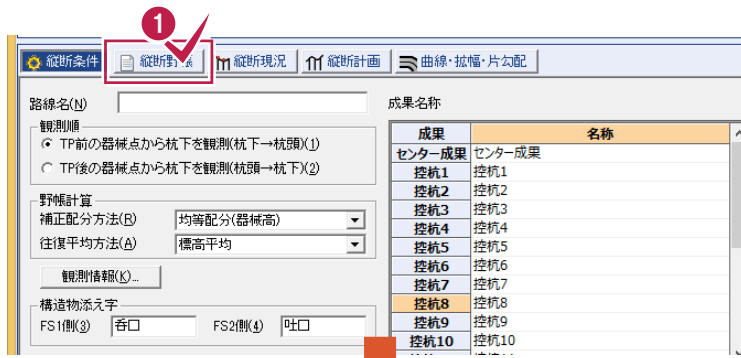 1
縦断条件 縦断野帳 縦断現況 縦断計画 曲線･拡幅･片勾配
路線名(N)
観測順
TP前の器械点から杭下を観測(杭下→杭頭)(1)
TP後の器械点から杭下を観測(杭頭→杭下)(2)
野帳計算
補正配分方法(B) 均等配分(器械高)
往復平均方法(A) 標高平均
観測情報(K)...
構造物添え字
FS1側(3) 呑口 FS2側(4) 吐口
成果名称
成果 名称
センター成果 センター成果
控杭1 控杭1
控杭2 控杭2
控杭3 控杭3
控杭4 控杭4
控杭5 控杭5
控杭6 控杭6
控杭7 控杭7
控杭8 控杭8
控杭9 控杭9
控杭10 控杭10